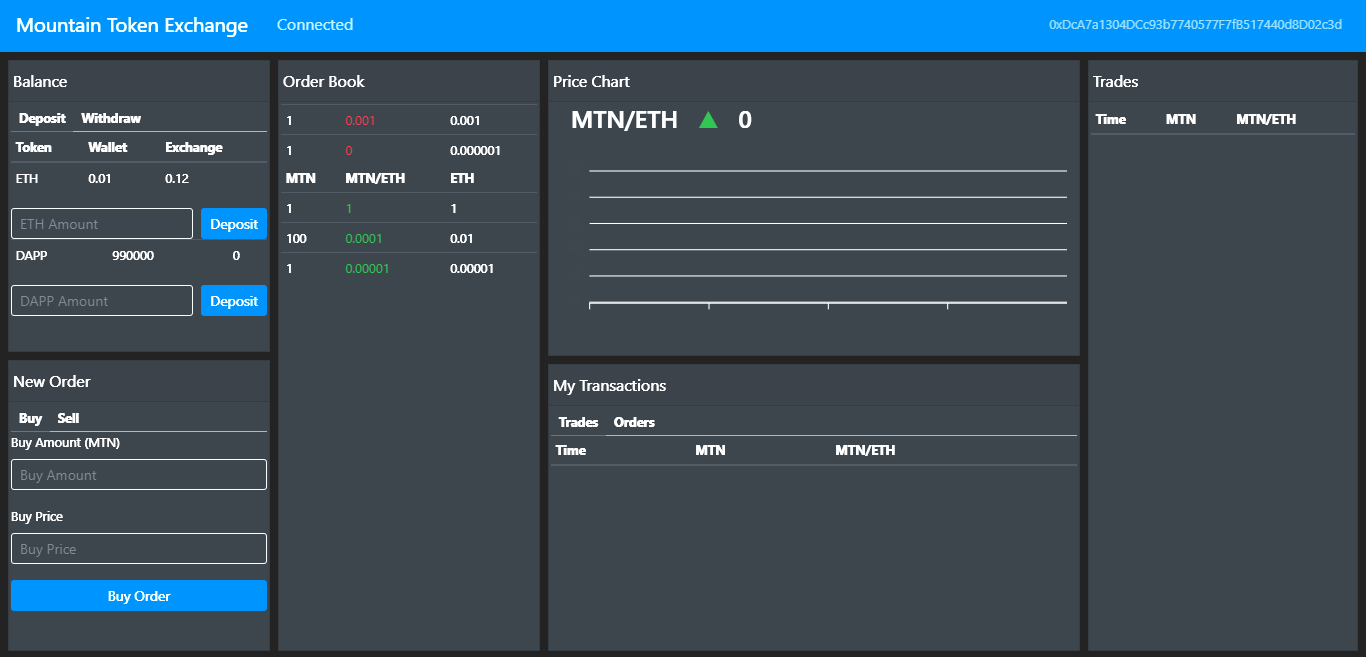 Mountain Token Exchange Connected 0xDcA7a1304DCc93b7740577F7fB517440d8D02c3d
Balance
Deposit Withdraw
Token Wallet Exchange
ETH 0.01 0.12
ETH Amount Deposit
DAPP 990000 0
DAPP Amount Deposit
New Order
Buy Sell
Buy Amount (MTN)
Buy Amount
Buy Price
Buy Price
Buy Order
Order Book
1 0.001 0.001
1 0 0.000001
MTN MTN/ETH ETH
1 1 1
100 0.0001 0.01
1 0.00001 0.00001
Price Chart
MTN/ETH ▲ 0
My Transactions
Trades Orders
Time MTN MTN/ETH
Trades
Time MTN MTN/ETH